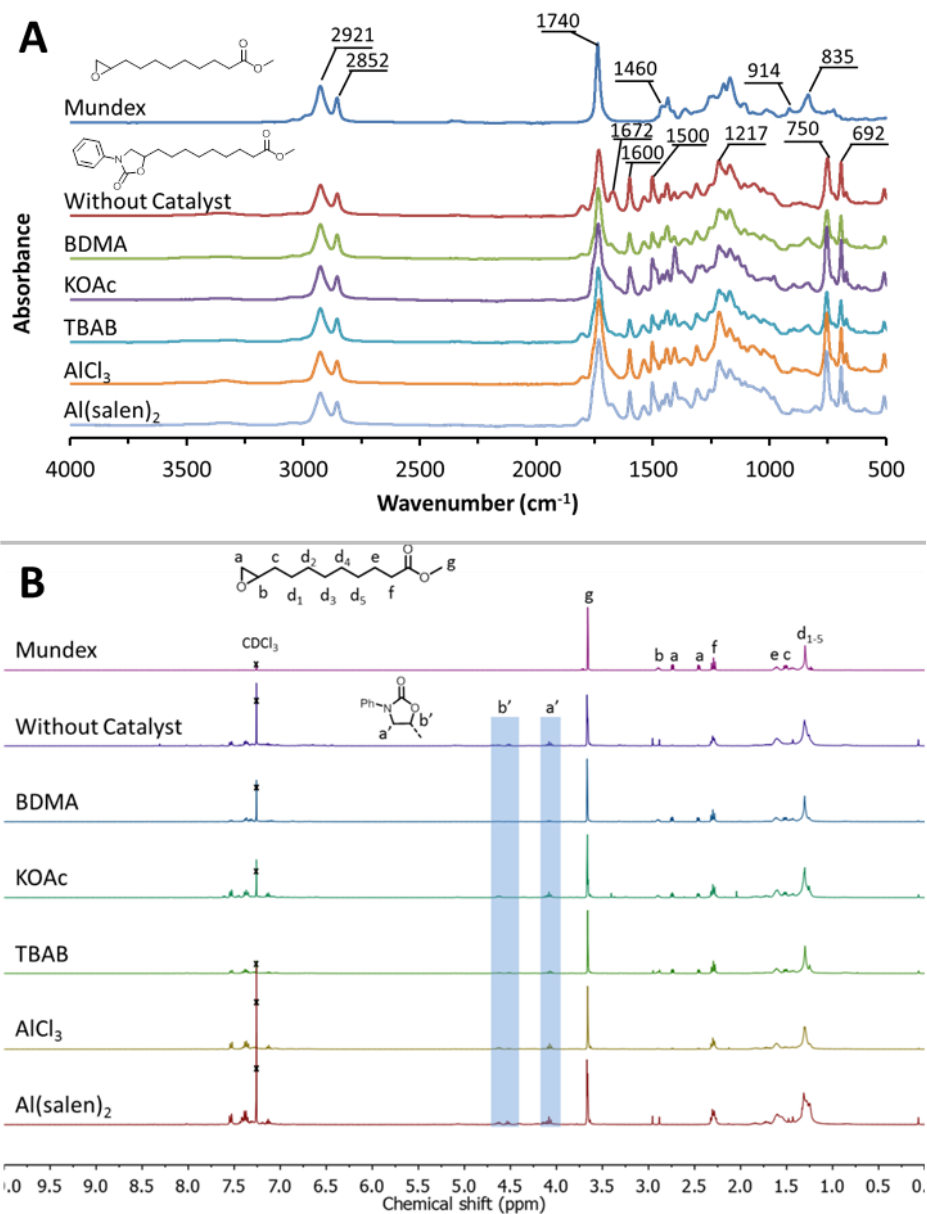 A
1740
2921
2852
1460
914
835
O
O
O
Mundex
1672
1600
1500
1217
750
692
N
O
O
O
O
Without Catalyst
BDMA
KOAc
TBAB
AlCl3
Al(salen)2
Absorbance
4000 3500 3000 2500 2000 1500 1000 500
Wavenumber (cm-1)
B
a c d2 d4 e O g
O b d1 d3 d5 f O
Mundex
CDCl3
x
g
b a a f e c d1-5
Without Catalyst
x
O
Ph N O
a' b'
b' a'
BDMA
x
KOAc
x
TBAB
x
AlCl3
x
Al(salen)2
x
0.0 9.5 9.0 8.5 8.0 7.5 7.0 6.5 6.0 5.5 5.0 4.5 4.0 3.5 3.0 2.5 2.0 1.5 1.0 0.5 0.
Chemical shift (ppm)